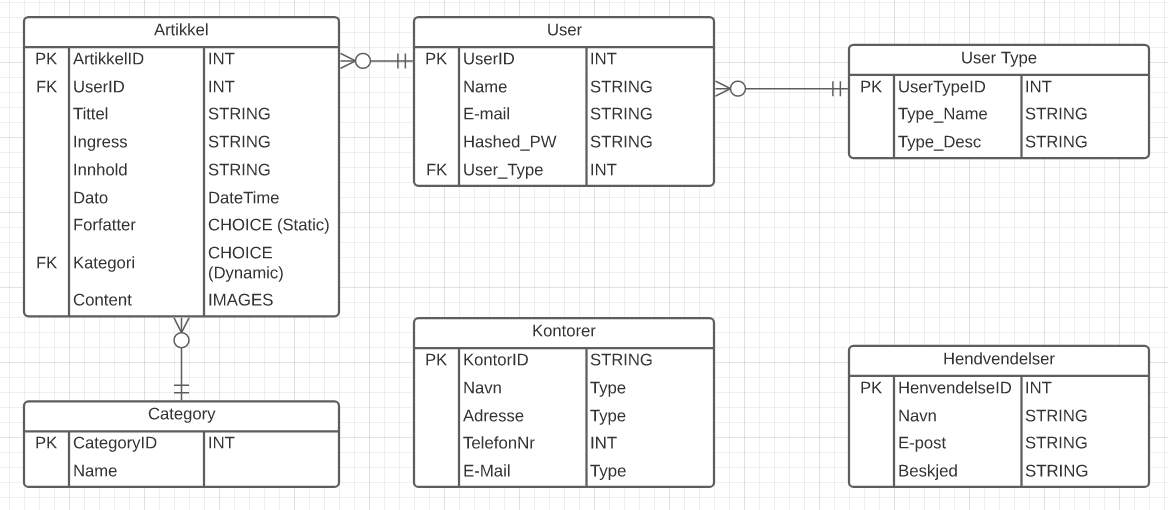 Artikkel
PK ArtikkelID INT
FK UserID INT
Tittel STRING
Ingress STRING
Innhold STRING
Dato DateTime
Forfatter CHOICE (Static)
FK Kategori CHOICE
(Dynamic)
Content IMAGES
User
PK UserID INT
Name STRING
E-mail STRING
Hashed_PW STRING
FK User_Type INT
User Type
PK UserTypeID INT
Type_Name STRING
Type_Desc STRING
Category
PK CategoryID INT
Name
Kontorer
PK KontorID STRING
Navn Type
Adresse Type
TelefonNr INT
E-Mail Type
Hendvendelser
PK HenvendelseID INT
Navn STRING
E-post STRING
Beskjed STRING